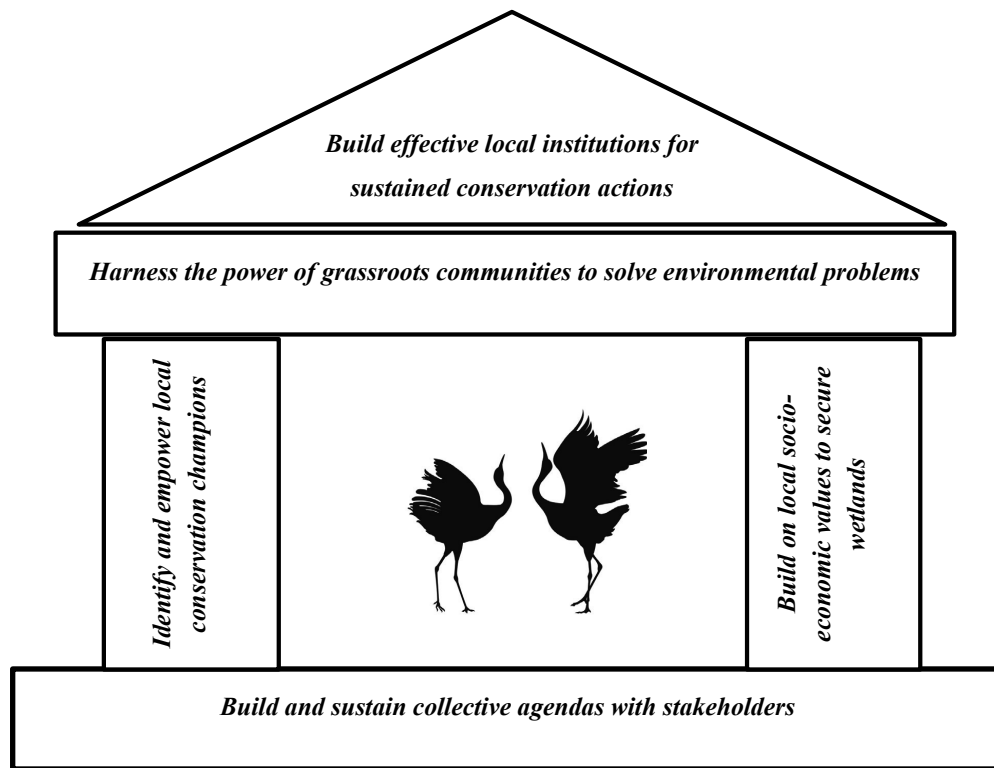 Build effective local institutions for
sustained conservation actions
Harness the power of grassroots communities to solve environmental problems
Identify and empower local
conservation champions
Build on local socio-
economic values to secure
wetlands
Build and sustain collective agendas with stakeholders